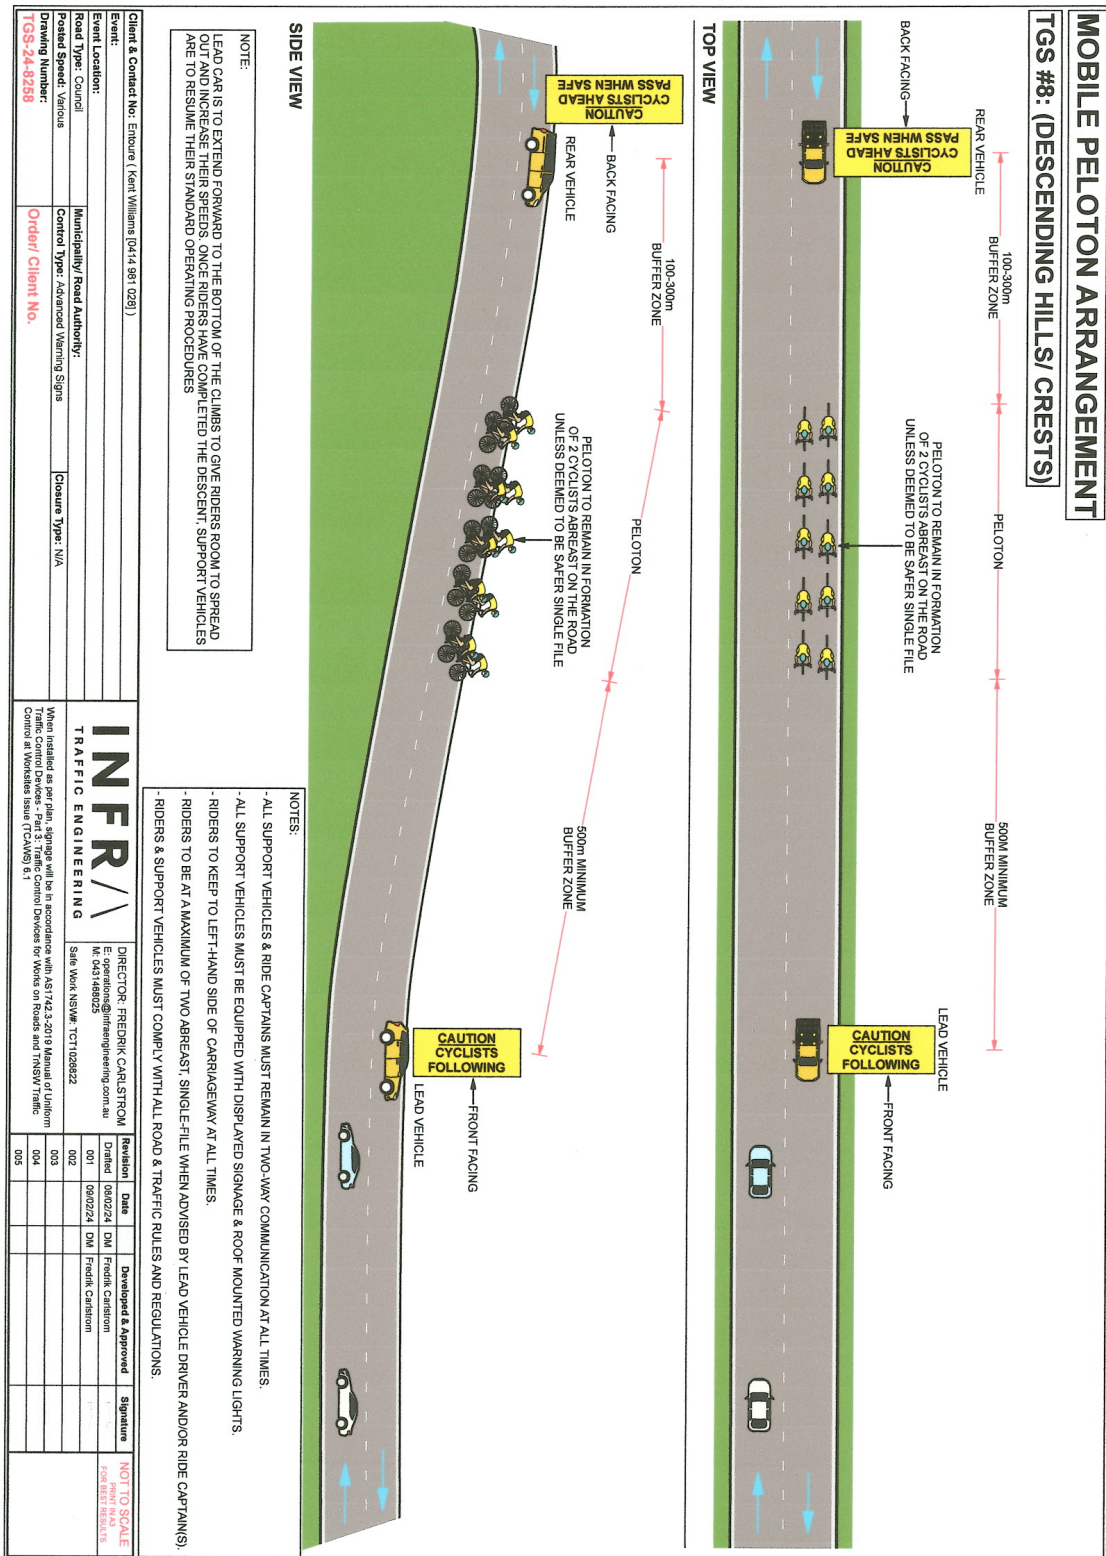 MOBILE PELOTON ARRANGEMENT
TGS #8: (DESCENDING HILLS/ CRESTS)
REAR VEHICLE
BACK FACING
CAUTION
CYCLISTS AHEAD
PASS WHEN SAFE
100-300m
BUFFER ZONE
PELOTON
PELOTON TO REMAIN IN FORMATION
OF 2 CYCLISTS ABREAST ON THE ROAD
UNLESS DEEMED TO BE SAFER SINGLE FILE
500M MINIMUM
BUFFER ZONE
LEAD VEHICLE
CAUTION
CYCLISTS
FOLLOWING
FRONT FACING
TOP VIEW
CAUTION
CYCLISTS AHEAD
PASS WHEN SAFE
BACK FACING
REAR VEHICLE
100-300m
BUFFER ZONE
PELOTON
PELOTON TO REMAIN IN FORMATION
OF 2 CYCLISTS ABREAST ON THE ROAD
UNLESS DEEMED TO BE SAFER SINGLE FILE
500m MINIMUM
BUFFER ZONE
CAUTION
CYCLISTS
FOLLOWING
FRONT FACING
LEAD VEHICLE
SIDE VIEW
NOTE:
LEAD CAR IS TO EXTEND FORWARD TO THE BOTTOM OF THE CLIMBS TO GIVE RIDERS ROOM TO SPREAD
OUT AND INCREASE THEIR SPEEDS. ONCE RIDERS HAVE COMPLETED THE DESCENT, SUPPORT VEHICLES
ARE TO RESUME THEIR STANDARD OPERATING PROCEDURES
NOTES:
- ALL SUPPORT VEHICLES & RIDE CAPTAINS MUST REMAIN IN TWO-WAY COMMUNICATION AT ALL TIMES.
- ALL SUPPORT VEHICLES MUST BE EQUIPPED WITH DISPLAYED SIGNAGE & ROOF MOUNTED WARNING LIGHTS.
- RIDERS TO KEEP TO LEFT-HAND SIDE OF CARRIAGEWAY AT ALL TIMES.
- RIDERS TO BE AT A MAXIMUM OF TWO ABREAST, SINGLE-FILE WHEN ADVISED BY LEAD VEHICLE DRIVER AND/OR RIDE CAPTAIN(S).
- RIDERS & SUPPORT VEHICLES MUST COMPLY WITH ALL ROAD & TRAFFIC RULES AND REGULATIONS.
Client & Contact No: Entoure ( Kent Williams [0414 981 028] )
Event:
Event Location:
Road Type: Council
Municipality/ Road Authority:
Posted Speed: Various
Control Type: Advanced Warning Signs
Closure Type: N/A
Drawing Number:
TGS-24-8258
Order/ Client No.
INFR/\
TRAFFIC ENGINEERING
DIRECTOR: FREDRIK CARLSTROM
E: operations@infraengineering.com.au
M: 0431468025
Safe Work NSW#: TCT1026822
When installed as per plan, signage will be in accordance with AS1742.3-2019 Manual of Uniform
Traffic Control Devices - Part 3: Traffic Control Devices for Works on Roads and TfNSW Traffic
Control at Worksites Issue (TCAWS) 6.1
Revision Date Developed & Approved Signature
Drafted 08/02/24 DM Fredrik Carlstrom
001 09/02/24 DM Fredrik Carlstrom
002
003
004
005
NOT TO SCALE
PRINT IN A3
FOR BEST RESULTS